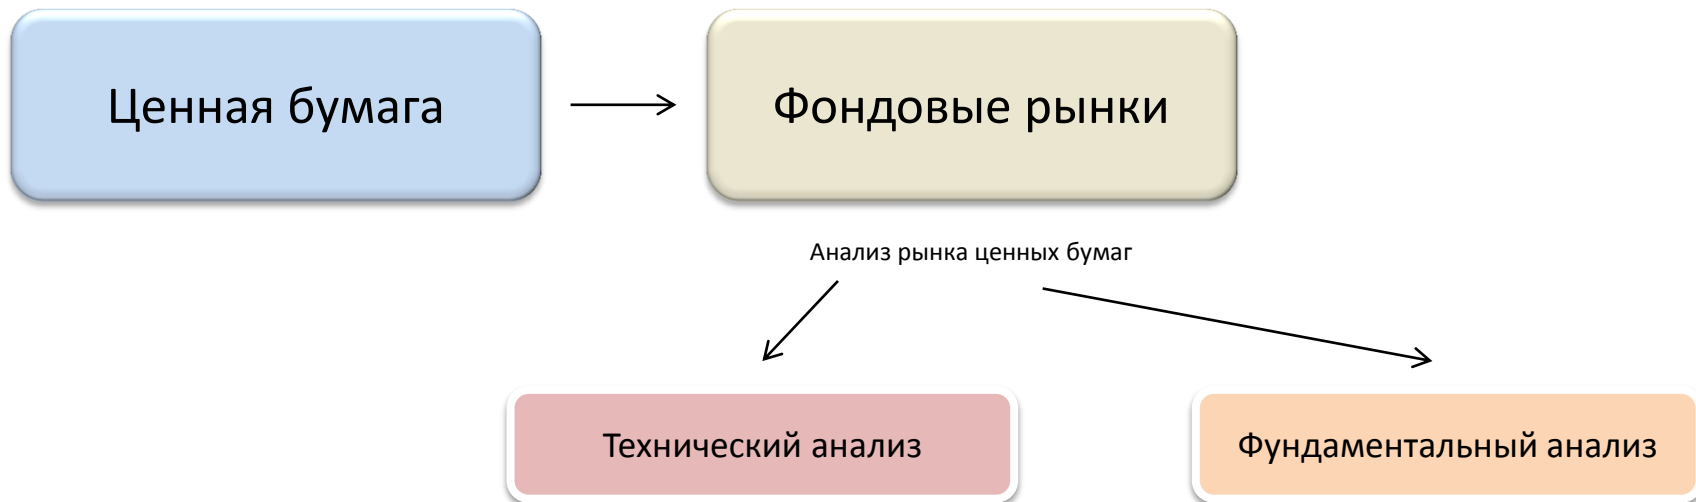 Ценная бумага
Фондовые рынки
Анализ рынка ценных бумаг
Технический анализ
Фундаментальный анализ